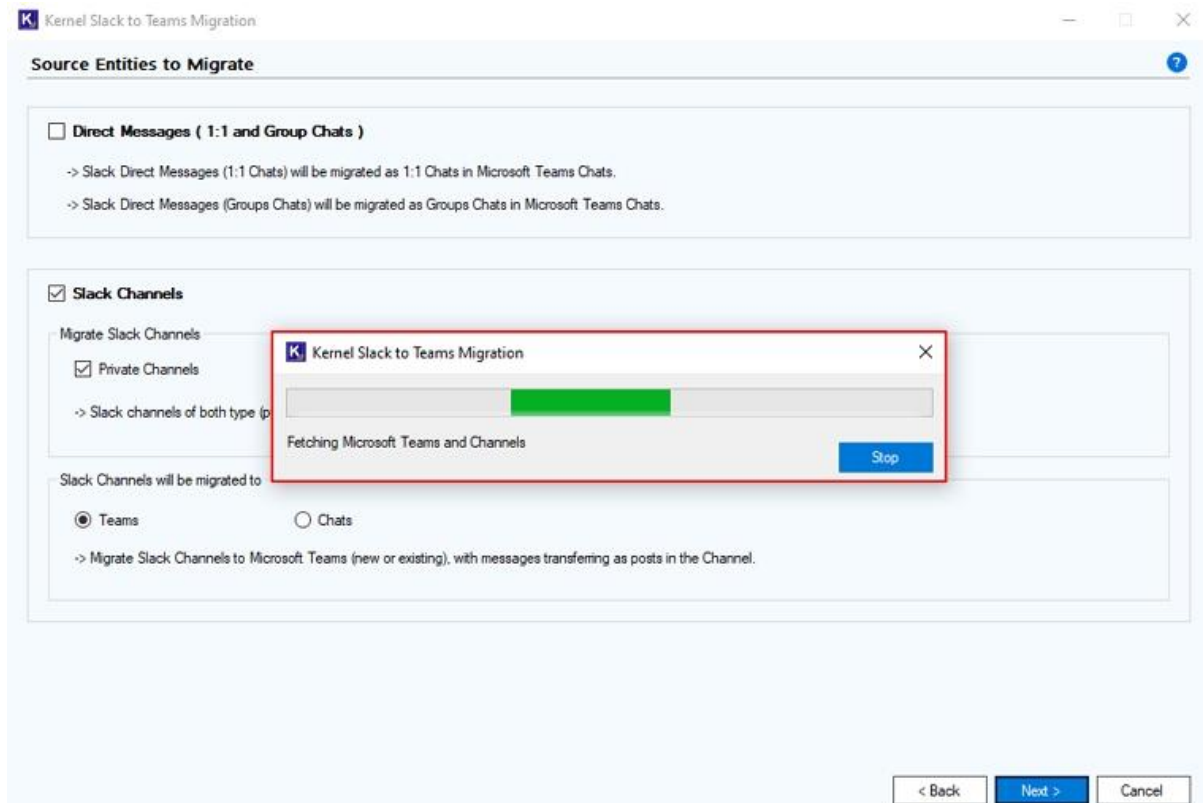 Kernel Slack to Teams Migration
Source Entities to Migrate
?
Direct Messages ( 1:1 and Group Chats )
-> Slack Direct Messages (1:1 Chats) will be migrated as 1:1 Chats in Microsoft Teams Chats.
-> Slack Direct Messages (Groups Chats) will be migrated as Groups Chats in Microsoft Teams Chats.
Slack Channels
Migrate Slack Channels
Private Channels
-> Slack channels of both type (p
K Kernel Slack to Teams Migration
Fetching Microsoft Teams and Channels
Stop
Slack Channels will be migrated to
Teams Chats
-> Migrate Slack Channels to Microsoft Teams (new or existing), with messages transferring as posts in the Channel.
< Back Next > Cancel